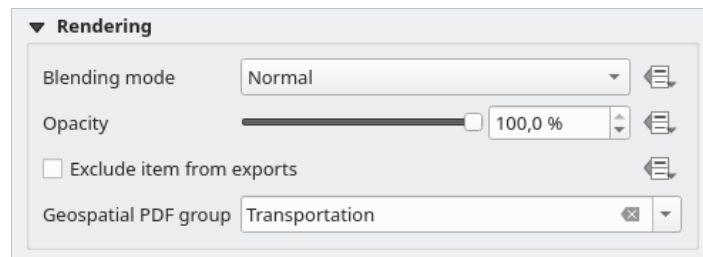 Rendering
Blending mode Normal
Opacity 100,0 %
Exclude item from exports
Geospatial PDF group Transportation